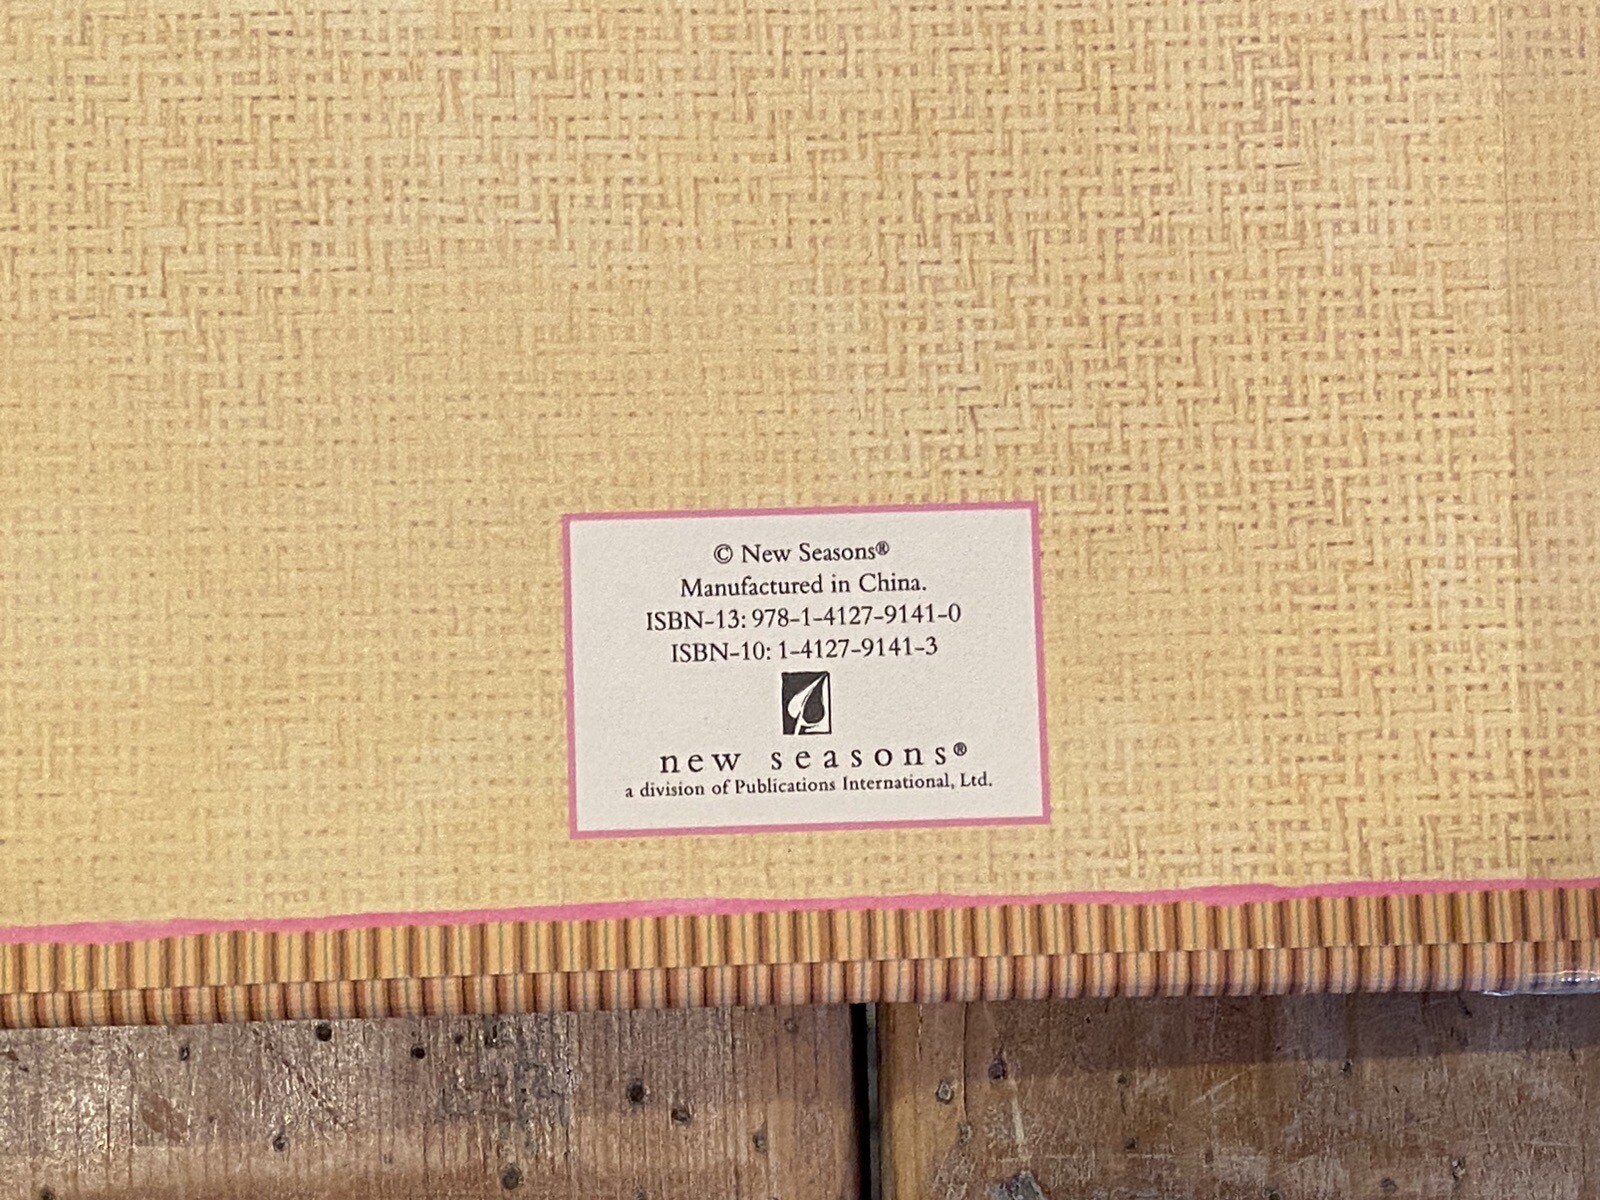 © New Seasons®
Manufactured in China.
ISBN-13: 978-1-4127-9141-0
ISBN-10: 1-4127-9141-3
new seasons®
a division of Publications International, Ltd.